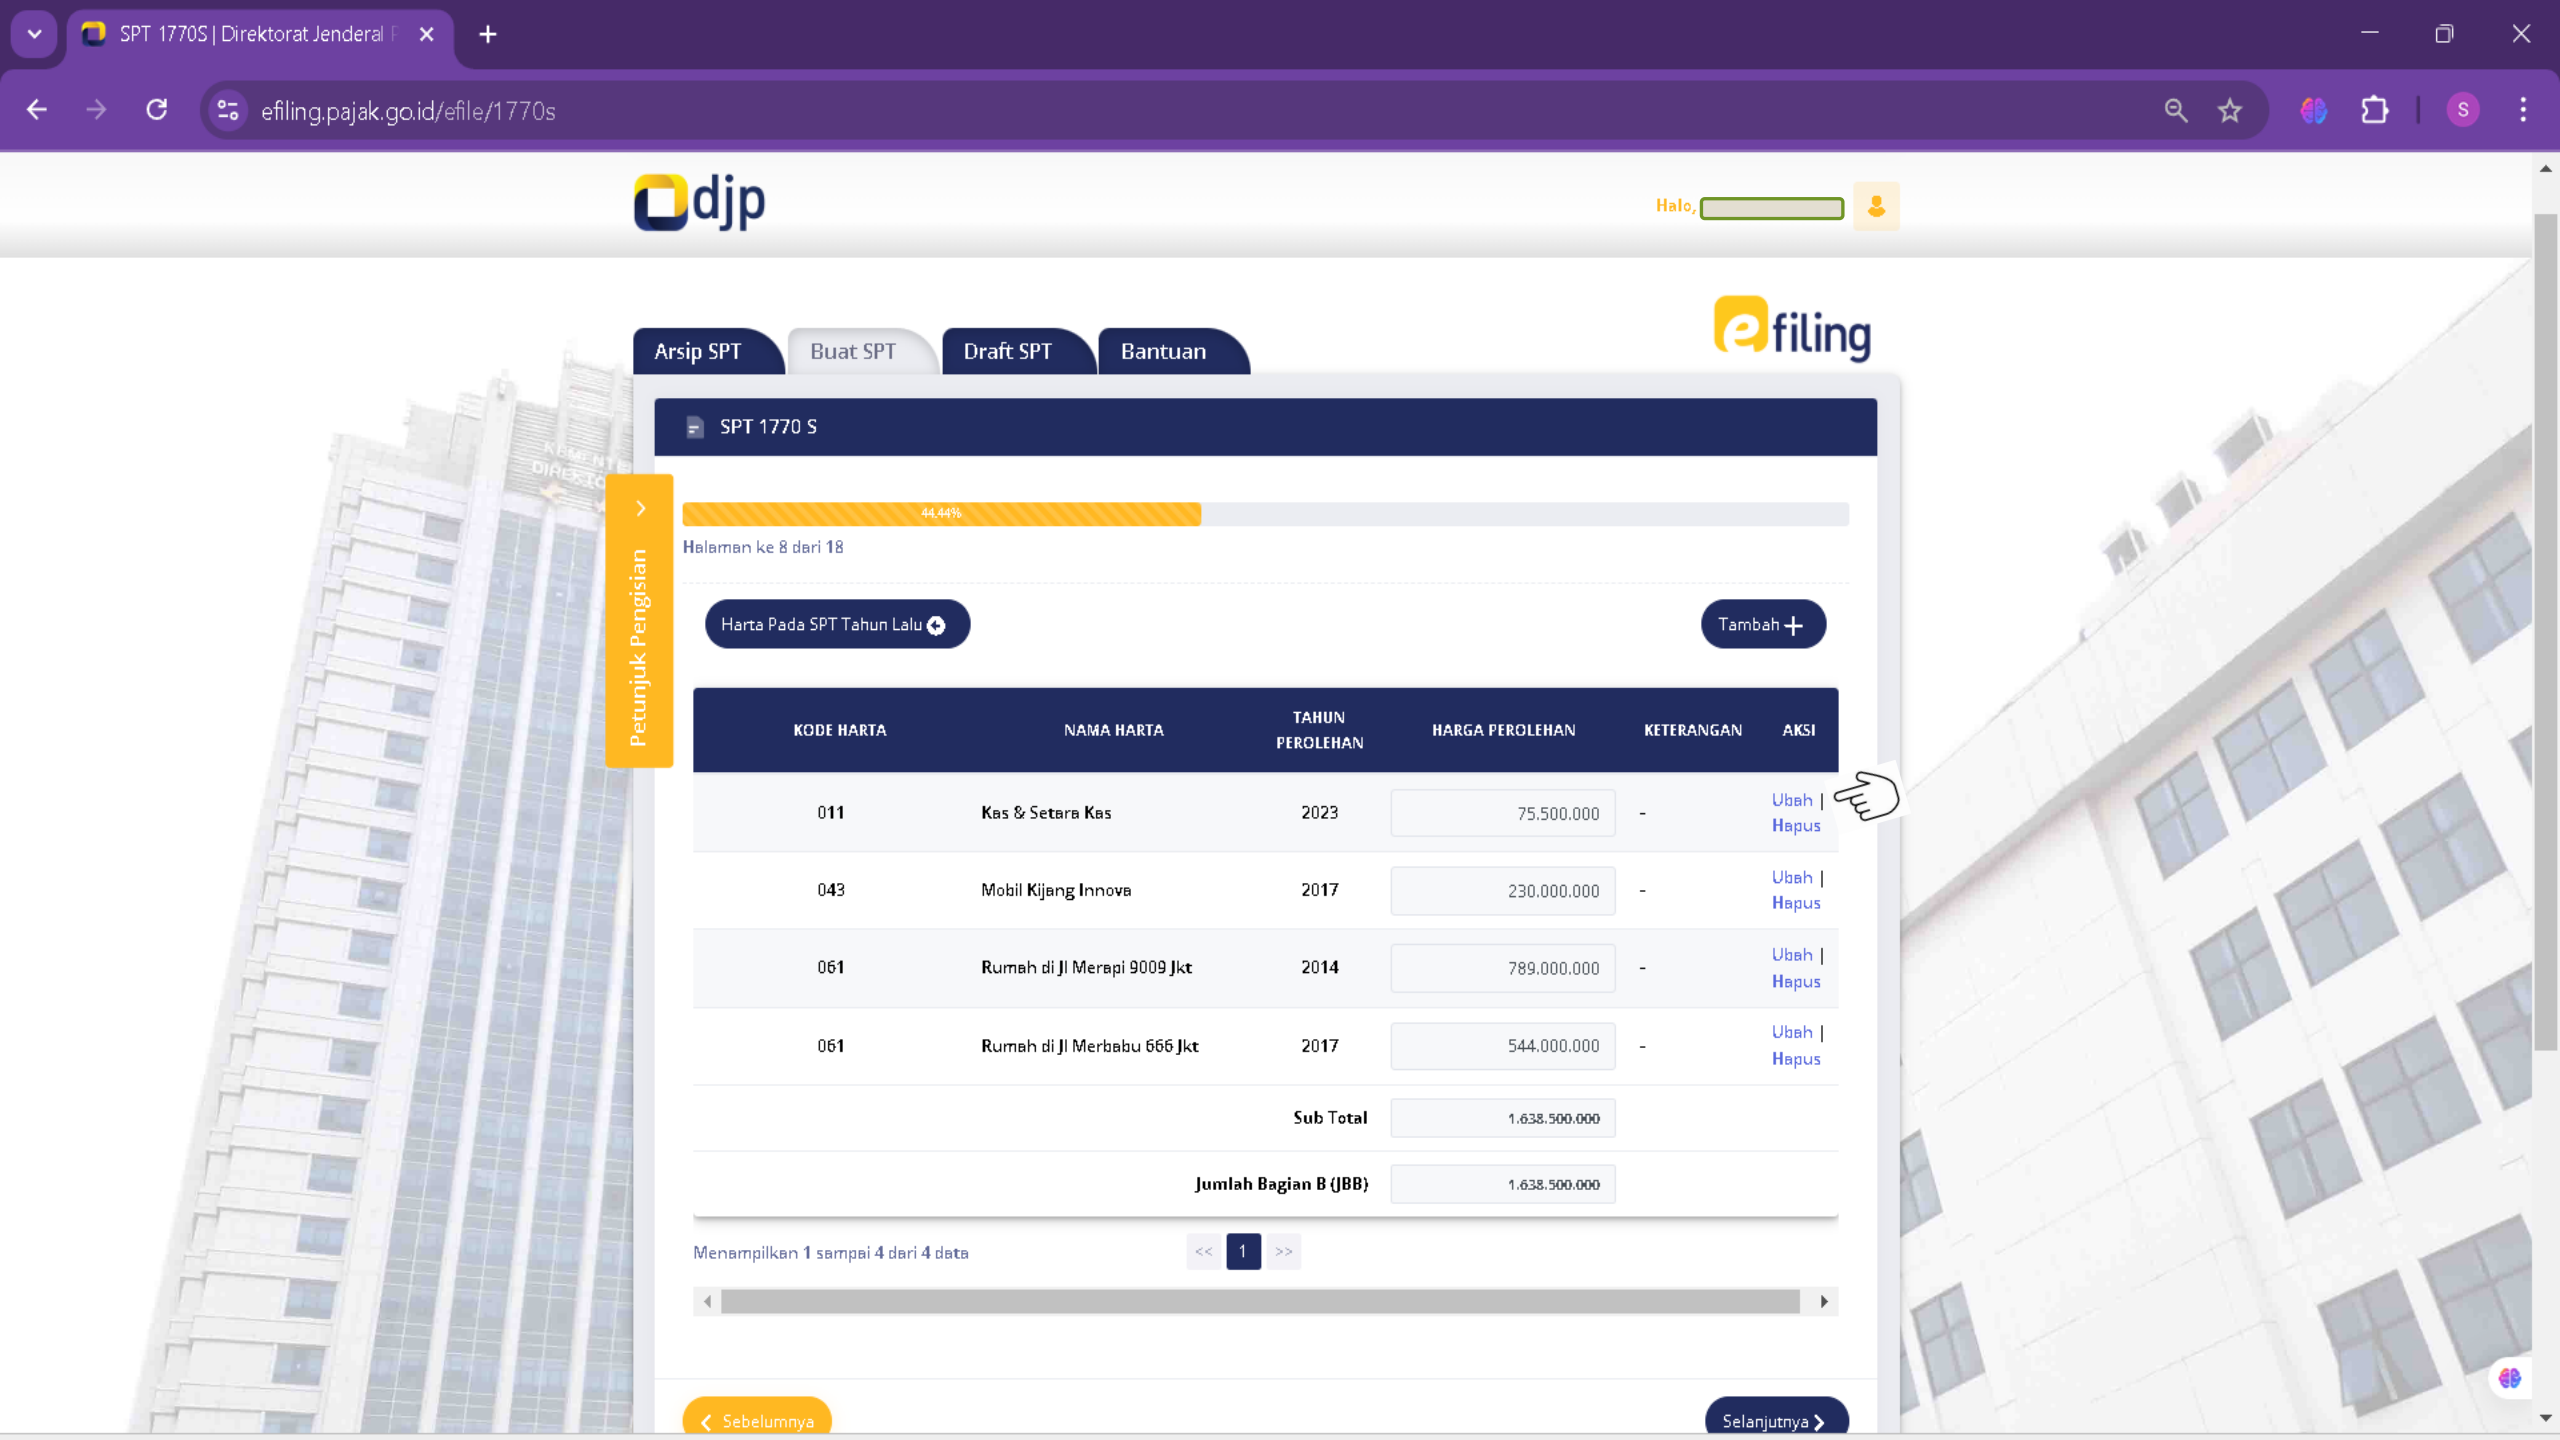 SPT 1770S | Direktorat Jenderal P
efiling.pajak.go.id/efile/1770s
S
djp
Halo,
Arsip SPT
Buat SPT
Draft SPT
Bantuan
efiling
SPT 1770 S
Petunjuk Pengisian
44.44%
Halaman ke 8 dari 18
Harta Pada SPT Tahun Lalu
Tambah +
KODE HARTA NAMA HARTA TAHUN PEROLEHAN HARGA PEROLEHAN KETERANGAN AKSI
011 Kas & Setara Kas 2023 75.500.000 - Ubah | Hapus
043 Mobil Kijang Innova 2017 230.000.000 - Ubah | Hapus
061 Rumah di Jl Merapi 9009 Jkt 2014 789.000.000 - Ubah | Hapus
061 Rumah di Jl Merbabu 666 Jkt 2017 544.000.000 - Ubah | Hapus
Sub Total 1.638.500.000
Jumlah Bagian B (JBB) 1.638.500.000
Menampilkan 1 sampai 4 dari 4 data
<< 1 >>
Sebelumnya
Selanjutnya